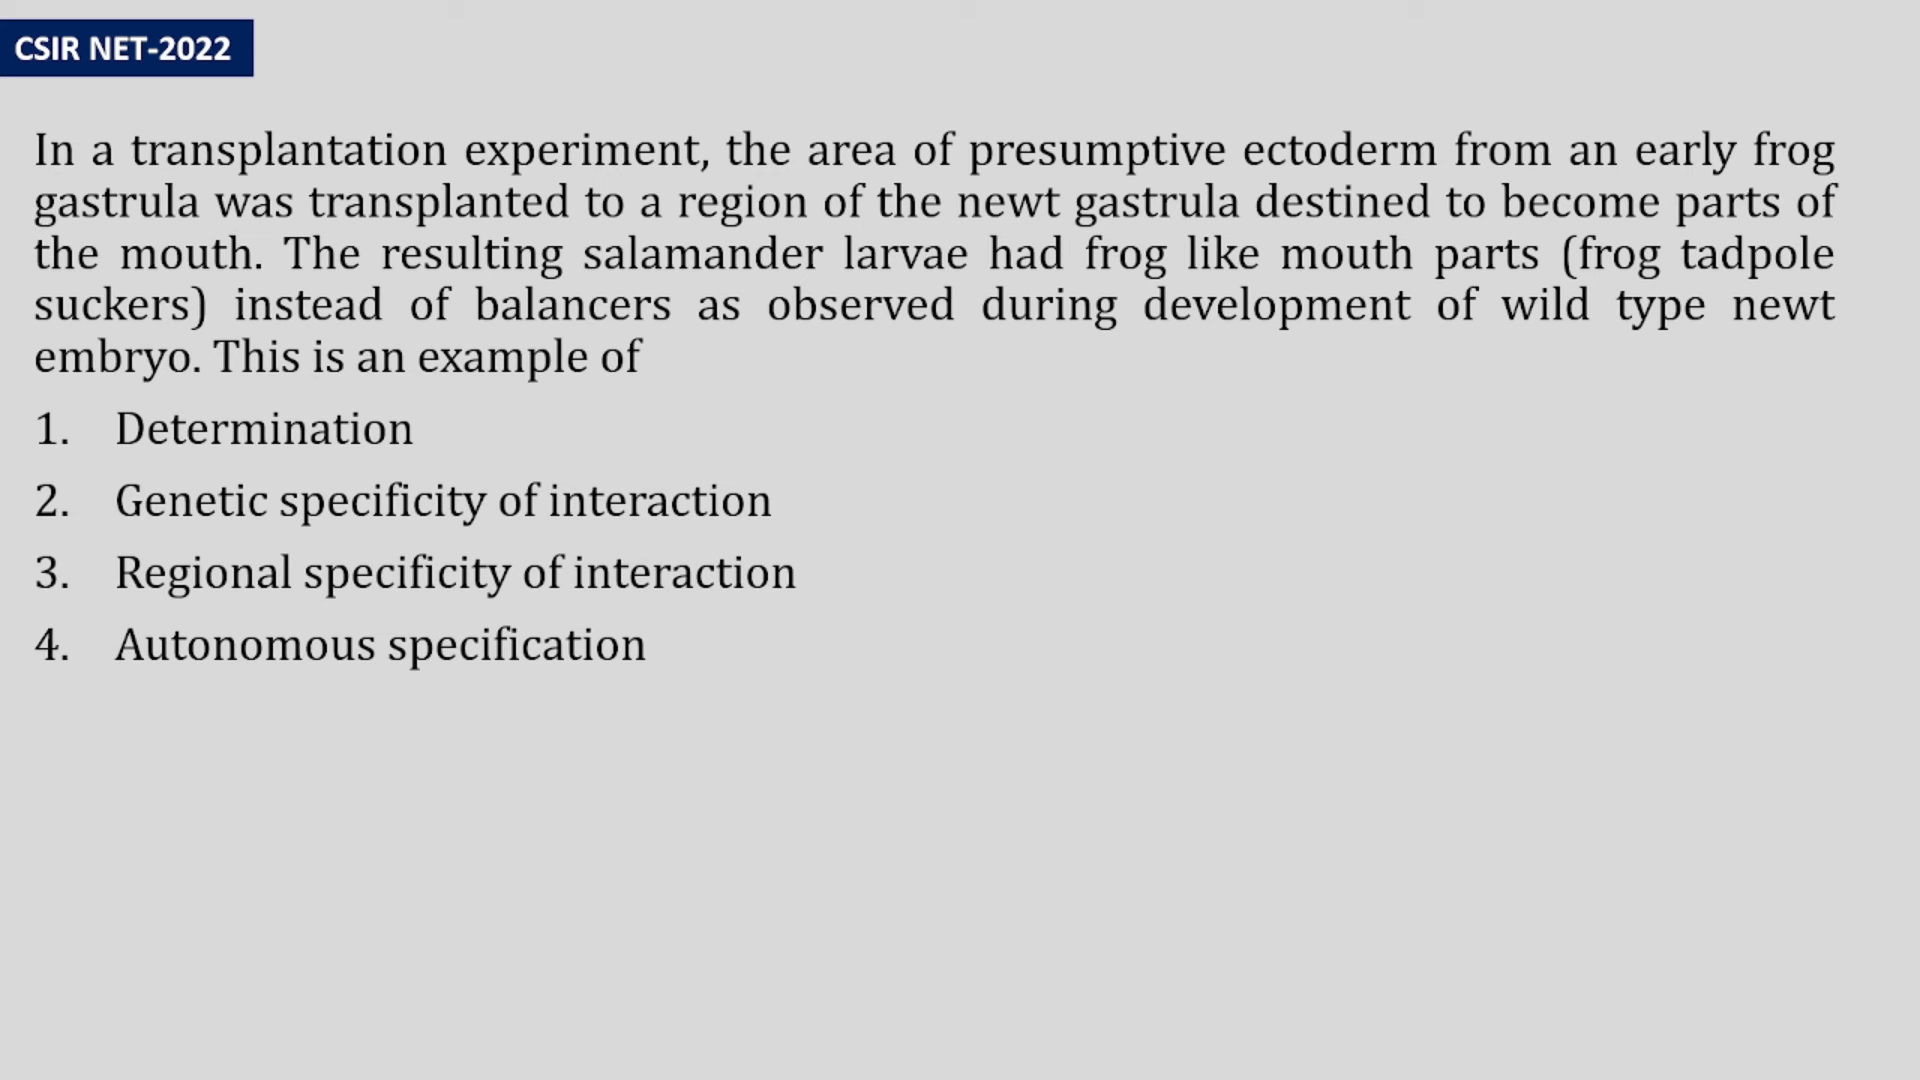 CSIR NET-2022
In a transplantation experiment, the area of presumptive ectoderm from an early frog
gastrula was transplanted to a region of the newt gastrula destined to become parts of
the mouth. The resulting salamander larvae had frog like mouth parts (frog tadpole
suckers) instead of balancers as observed during development of wild type newt
embryo. This is an example of
1. Determination
2. Genetic specificity of interaction
3. Regional specificity of interaction
4. Autonomous specification